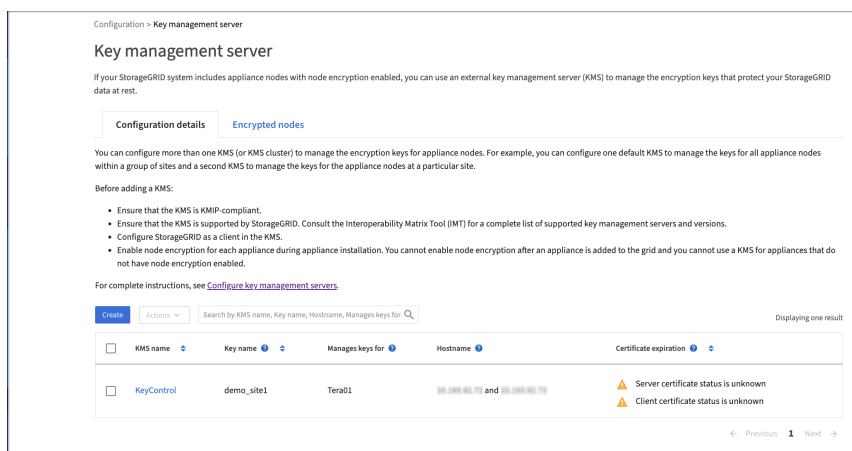 Configuration > Key management server
Key management server
If your StorageGRID system includes appliance nodes with node encryption enabled, you can use an external key management server (KMS) to manage the encryption keys that protect your StorageGRID
data at rest.
Configuration details
Encrypted nodes
You can configure more than one KMS (or KMS cluster) to manage the encryption keys for appliance nodes. For example, you can configure one default KMS to manage the keys for all appliance nodes
within a group of sites and a second KMS to manage the keys for the appliance nodes at a particular site.
Before adding a KMS:
• Ensure that the KMS is KMIP-compliant.
• Ensure that the KMS is supported by StorageGRID. Consult the Interoperability Matrix Tool (IMT) for a complete list of supported key management servers and versions.
• Configure StorageGRID as a client in the KMS.
• Enable node encryption for each appliance during appliance installation. You cannot enable node encryption after an appliance is added to the grid and you cannot use a KMS for appliances that do
not have node encryption enabled.
For complete instructions, see Configure key management servers.
Create
Actions
Search by KMS name, Key name, Hostname, Manages keys for
Displaying one result
KMS name
Key name
Manages keys for
Hostname
Certificate expiration
KeyControl
demo_site1
Tera01
and
Server certificate status is unknown
Client certificate status is unknown
← Previous 1 Next →